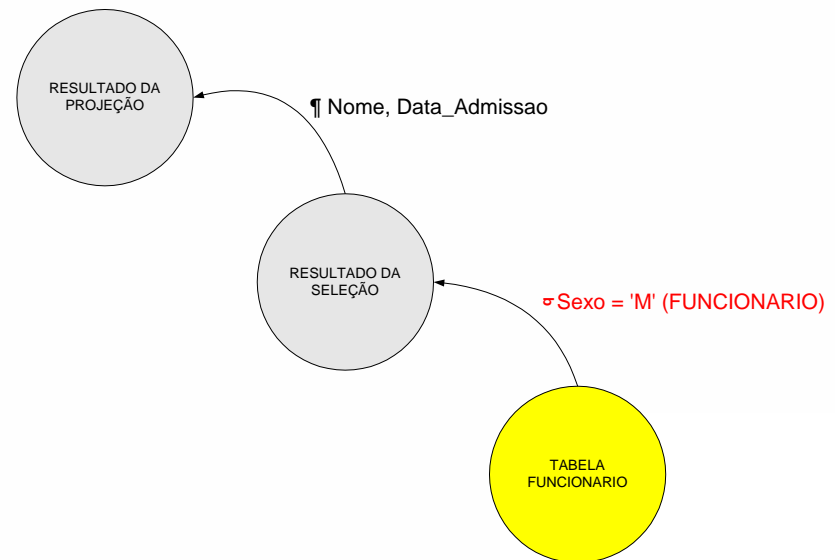 RESULTADO DA
PROJEÇÃO
¶ Nome, Data_Admissao
RESULTADO DA
SELEÇÃO
σ Sexo = 'M' (FUNCIONARIO)
TABELA
FUNCIONARIO